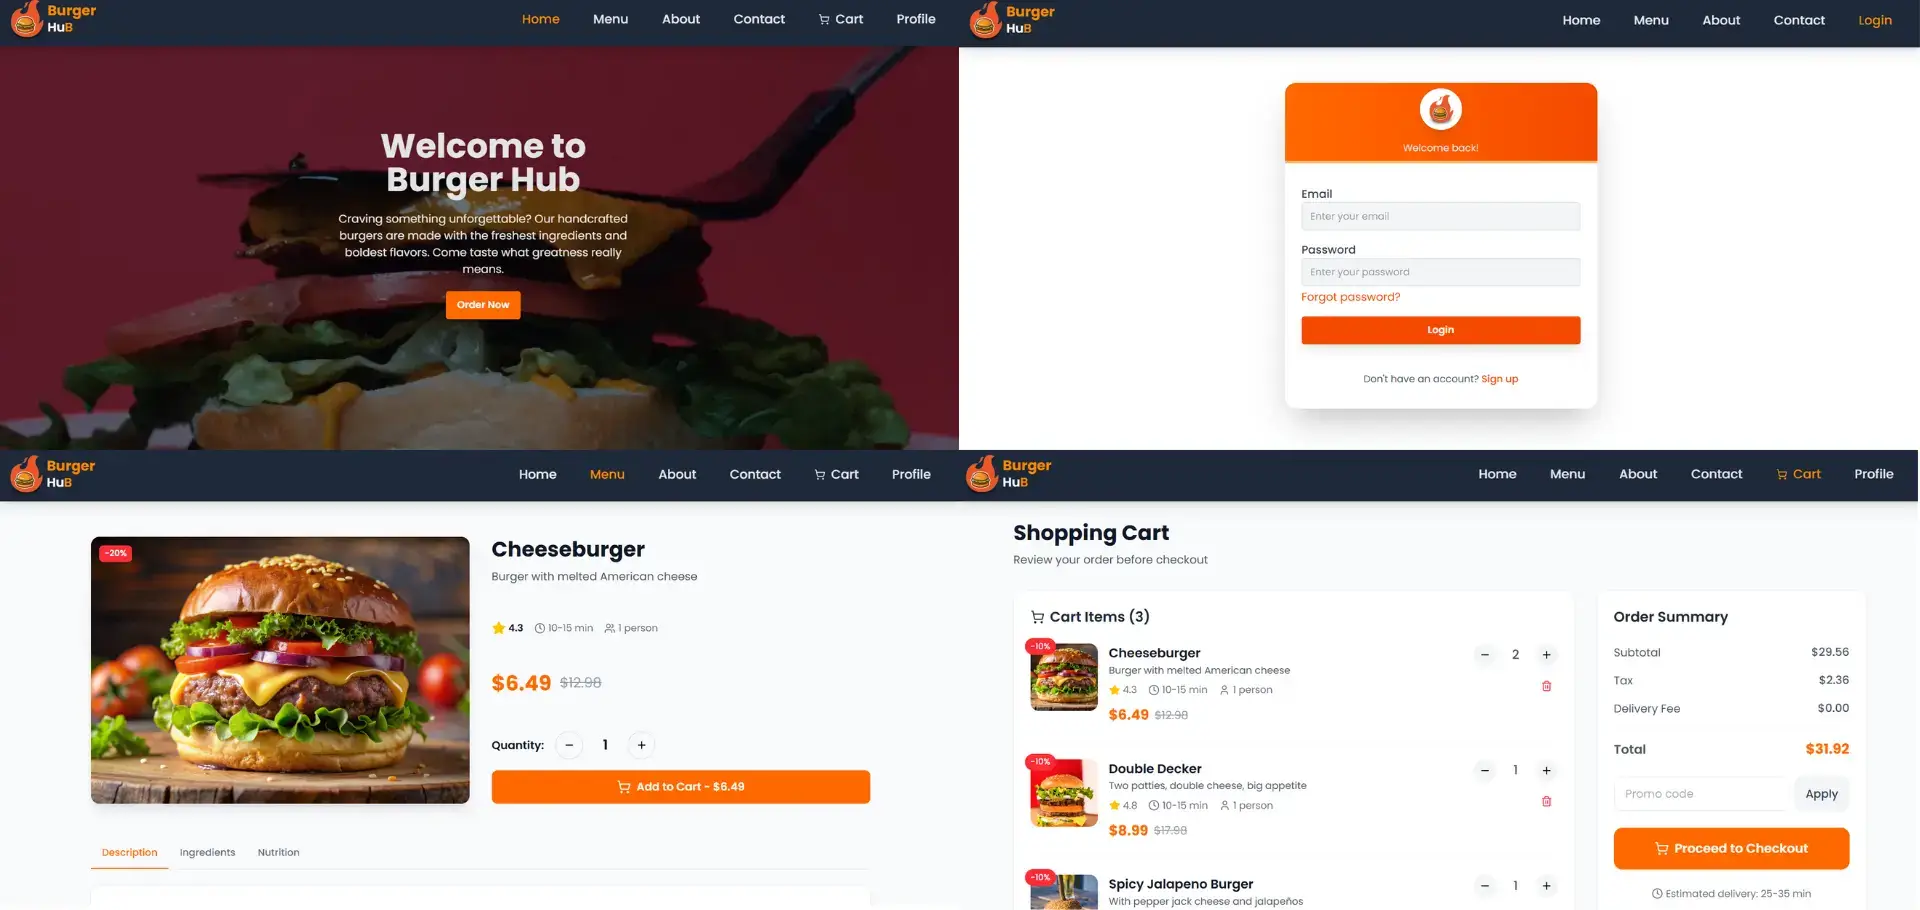 Burger
HuB
Home Menu About Contact Cart Profile
Welcome to
Burger Hub
Craving something unforgettable? Our handcrafted
burgers are made with the freshest ingredients and
boldest flavors. Come taste what greatness really
means.
Order Now
Burger
HuB
Home Menu About Contact Login
Welcome back!
Email
Enter your email
Password
Enter your password
Forgot password?
Login
Don't have an account? Sign up
Burger
HuB
Home Menu About Contact Cart Profile
-20%
Cheeseburger
Burger with melted American cheese
4.3 10-15 min 1 person
$6.49 $12.98
Quantity: − 1 +
Add to Cart - $6.49
Description Ingredients Nutrition
Burger
HuB
Home Menu About Contact Cart Profile
Shopping Cart
Review your order before checkout
Cart Items (3)
-10%
Cheeseburger
Burger with melted American cheese
4.3 10-15 min 1 person
$6.49 $12.98
− 2 +
-10%
Double Decker
Two patties, double cheese, big appetite
4.8 10-15 min 1 person
$8.99 $17.98
− 1 +
-10%
Spicy Jalapeno Burger
With pepper jack cheese and jalapeños
− 1 +
Order Summary
Subtotal $29.56
Tax $2.36
Delivery Fee $0.00
Total $31.92
Promo code Apply
Proceed to Checkout
Estimated delivery: 25-35 min